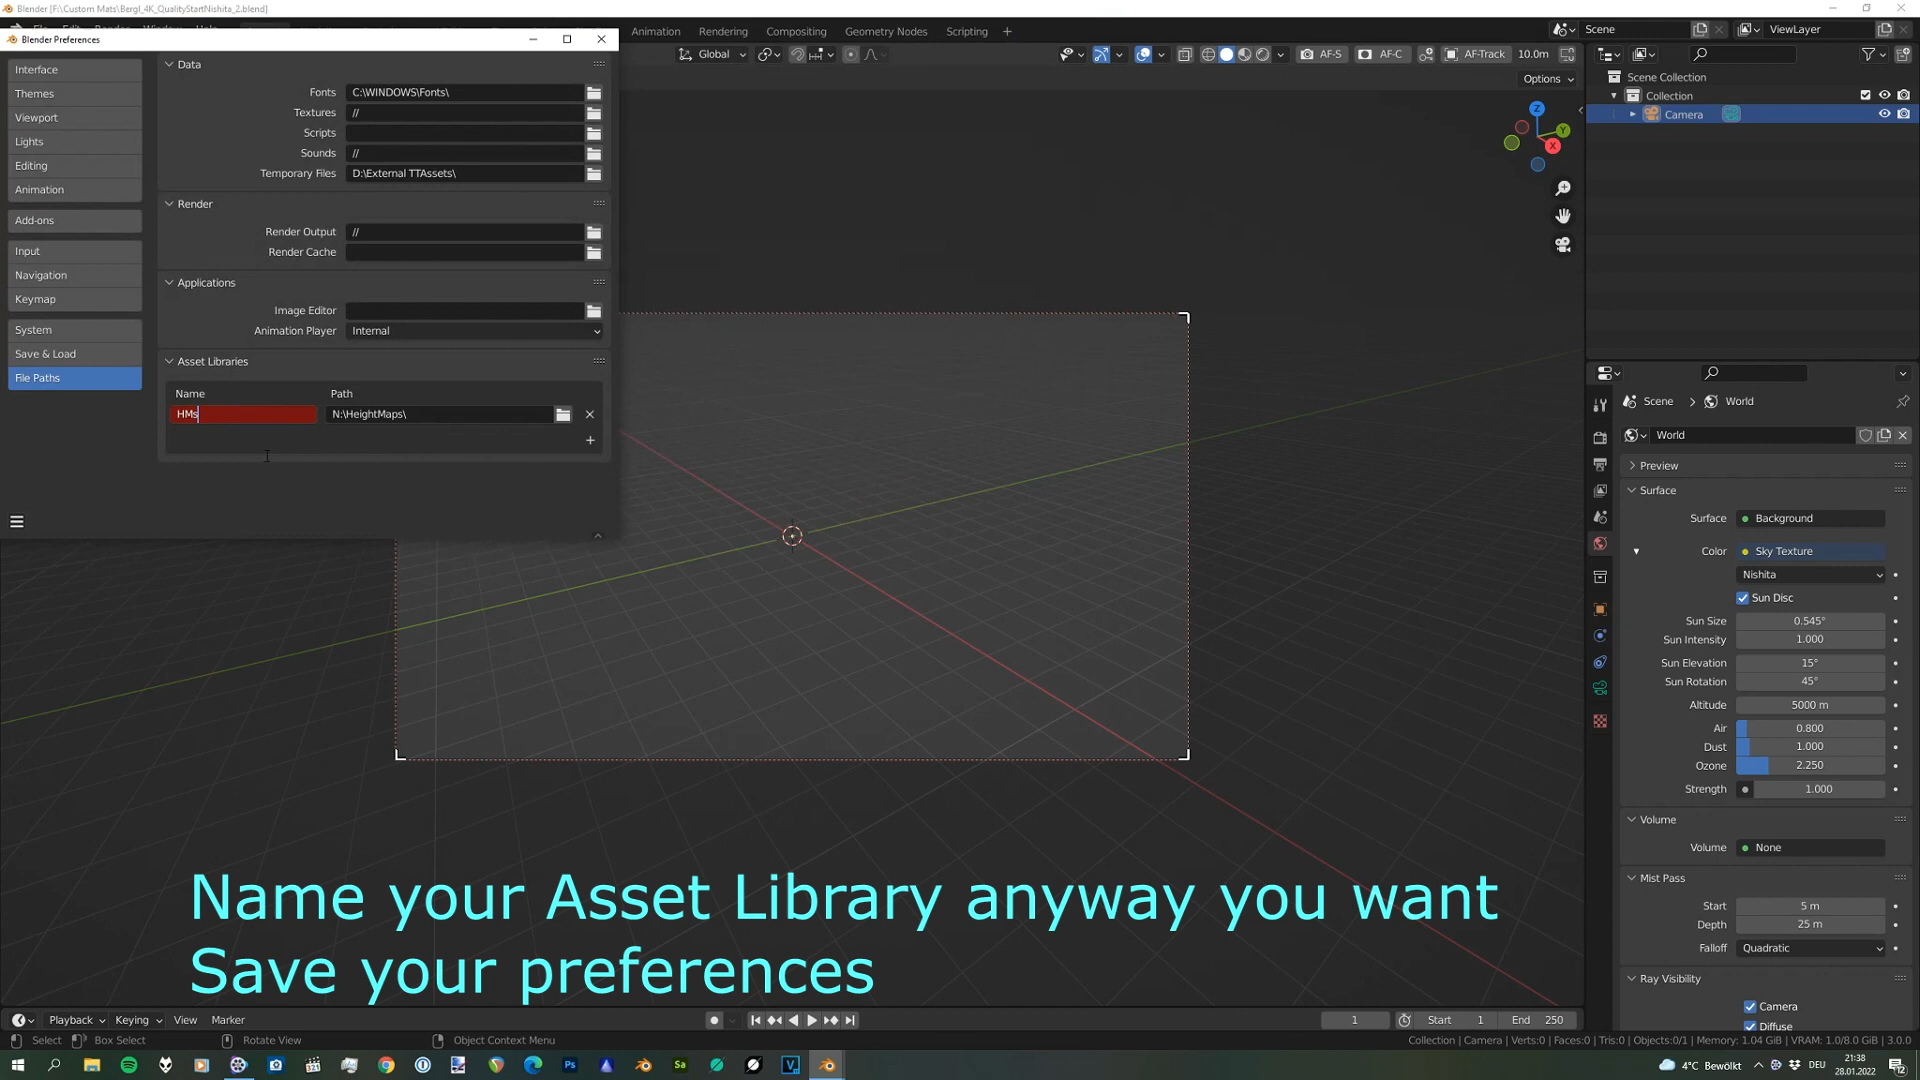 Blender [F:\Custom Mats\Bergl_4K_QualityStartNishita_2.blend]
Animation Rendering Compositing Geometry Nodes Scripting + Scene ViewLayer
Blender Preferences
Global AF-S AF-C AF-Track 10.0m
Options
Interface
Themes
Viewport
Lights
Editing
Animation
Add-ons
Input
Navigation
Keymap
System
Save & Load
File Paths
Data
Fonts C:\WINDOWS\Fonts\
Textures //
Scripts
Sounds //
Temporary Files D:\External TTAssets\
Render
Render Output //
Render Cache
Applications
Image Editor
Animation Player Internal
Asset Libraries
Name Path
HMs N:\HeightMaps\
Z
Y
X
Scene Collection
Collection
Camera
Scene > World
World
Preview
Surface
Surface Background
Color Sky Texture
Nishita
Sun Disc
Sun Size 0.545°
Sun Intensity 1.000
Sun Elevation 15°
Sun Rotation 45°
Altitude 5000 m
Air 0.800
Dust 1.000
Ozone 2.250
Strength 1.000
Volume
Volume None
Mist Pass
Start 5 m
Depth 25 m
Falloff Quadratic
Ray Visibility
Camera
Diffuse
Name your Asset Library anyway you want
Save your preferences
Playback Keying View Marker 1 Start 1 End 250
Select Box Select Rotate View Object Context Menu Collection | Camera | Verts:0 | Faces:0 | Tris:0 | Objects:0/1 | Memory: 1.04 GiB | VRAM: 1.0/8.0 GiB | 3.0.0
4°C Bewölkt DEU 21:38
28.01.2022